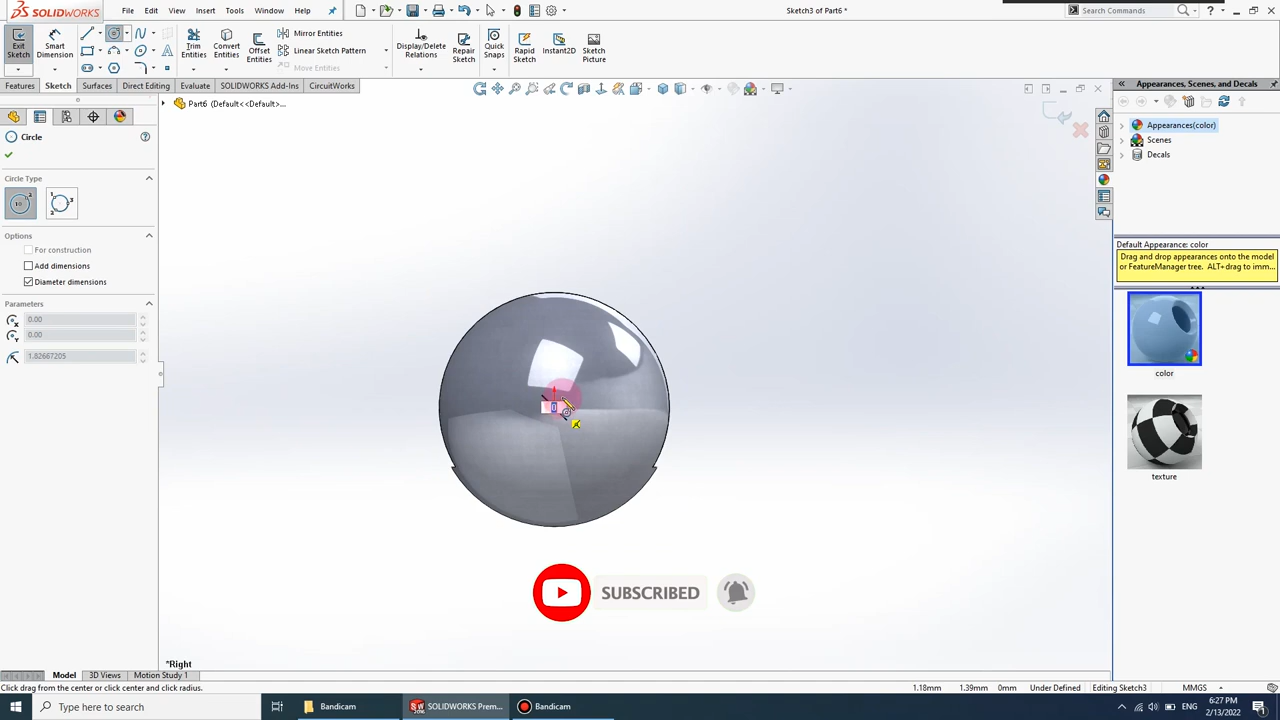 SOLIDWORKS
File
Edit
View
Insert
Tools
Window
Help
Sketch3 of Part6 *
Search Commands
Exit
Sketch
Smart
Dimension
Trim
Entities
Convert
Entities
Offset
Entities
Mirror Entities
Linear Sketch Pattern
Move Entities
Display/Delete
Relations
Repair
Sketch
Quick
Snaps
Rapid
Sketch
Instant2D
Sketch
Picture
Features
Sketch
Surfaces
Direct Editing
Evaluate
SOLIDWORKS Add-Ins
CircuitWorks
Part6 (Default<<Default>...
Circle
Circle Type
Options
For construction
Add dimensions
Diameter dimensions
Parameters
0.00
0.00
1.82667205
0
SUBSCRIBED
*Right
Appearances, Scenes, and Decals
Appearances(color)
Scenes
Decals
Default Appearance: color
Drag and drop appearances onto the model
or FeatureManager tree. ALT+drag to imm...
color
texture
Model
3D Views
Motion Study 1
Click drag from the center or click center and click radius.
1.18mm
1.39mm
0mm
Under Defined
Editing Sketch3
MMGS
Type here to search
Bandicam
SOLIDWORKS Prem...
Bandicam
ENG
6:27 PM
2/13/2022